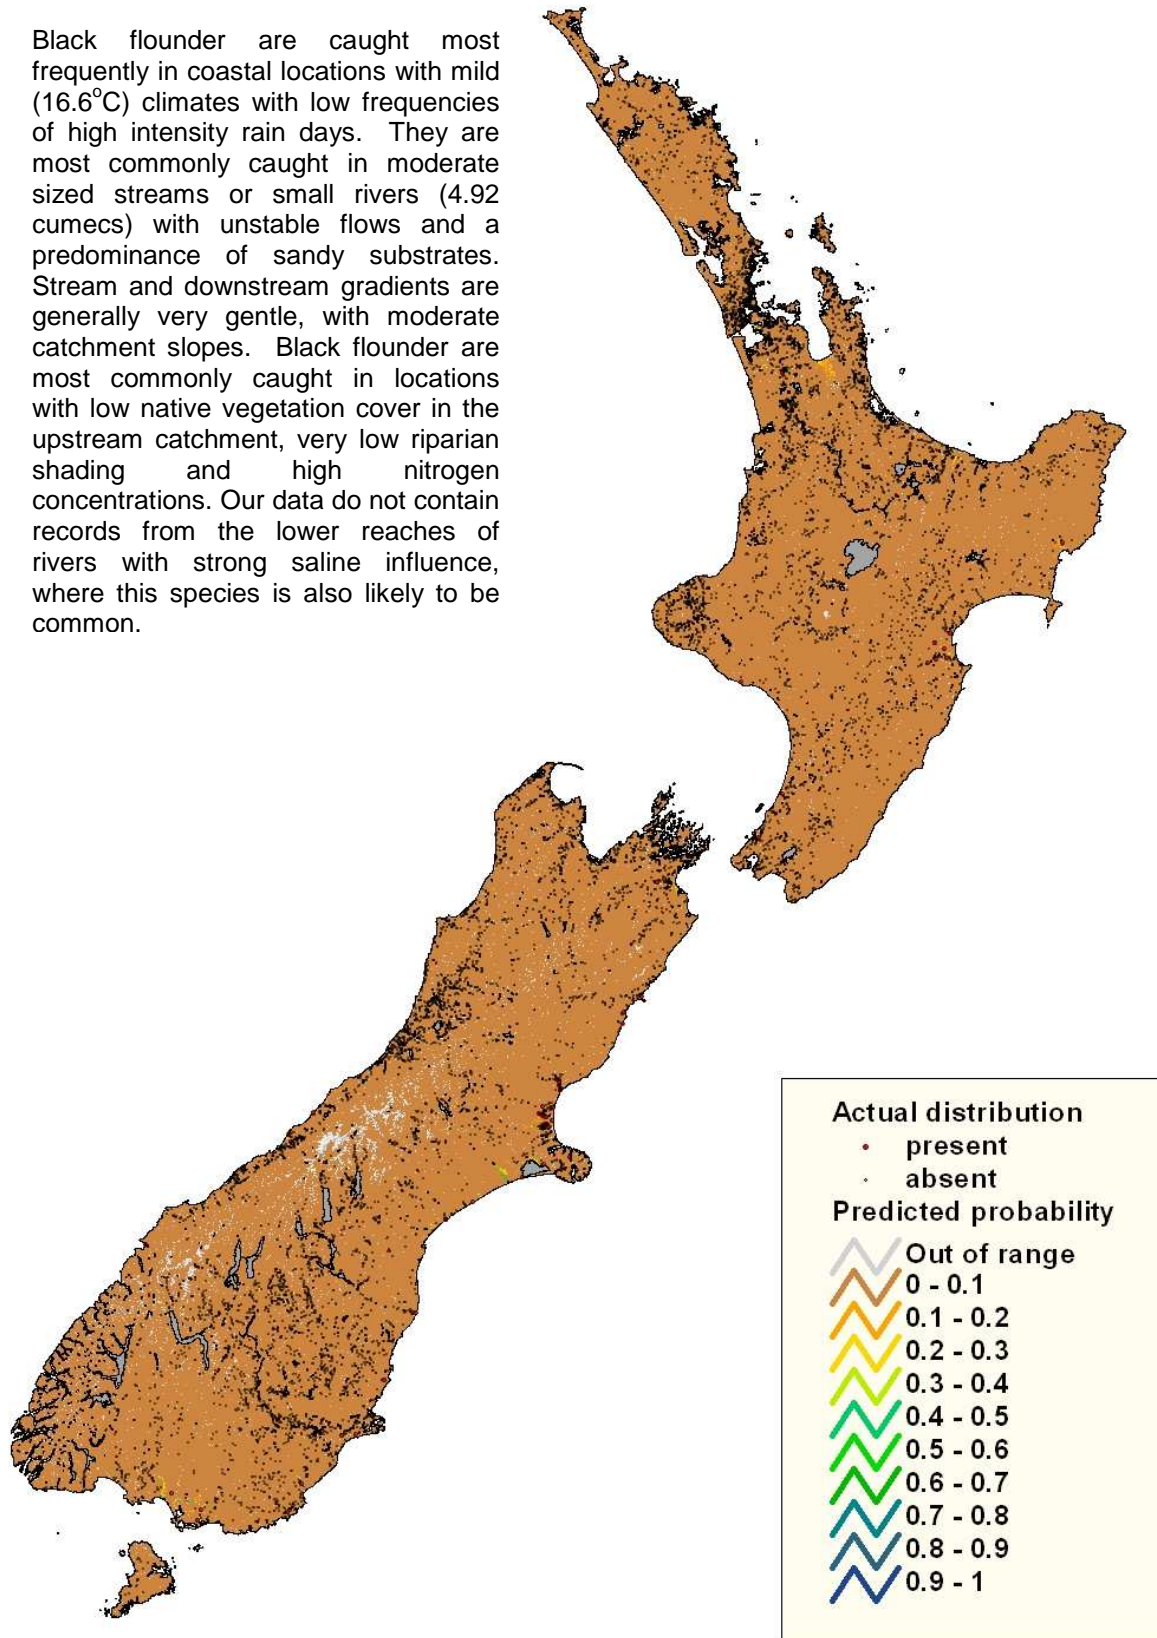 Black flounder are caught most
frequently in coastal locations with mild
(16.6°C) climates with low frequencies
of high intensity rain days. They are
most commonly caught in moderate
sized streams or small rivers (4.92
cumecs) with unstable flows and a
predominance of sandy substrates.
Stream and downstream gradients are
generally very gentle, with moderate
catchment slopes. Black flounder are
most commonly caught in locations
with low native vegetation cover in the
upstream catchment, very low riparian
shading and high nitrogen
concentrations. Our data do not contain
records from the lower reaches of
rivers with strong saline influence,
where this species is also likely to be
common.
Actual distribution
present
absent
Predicted probability
Out of range
0 - 0.1
0.1 - 0.2
0.2 - 0.3
0.3 - 0.4
0.4 - 0.5
0.5 - 0.6
0.6 - 0.7
0.7 - 0.8
0.8 - 0.9
0.9 - 1